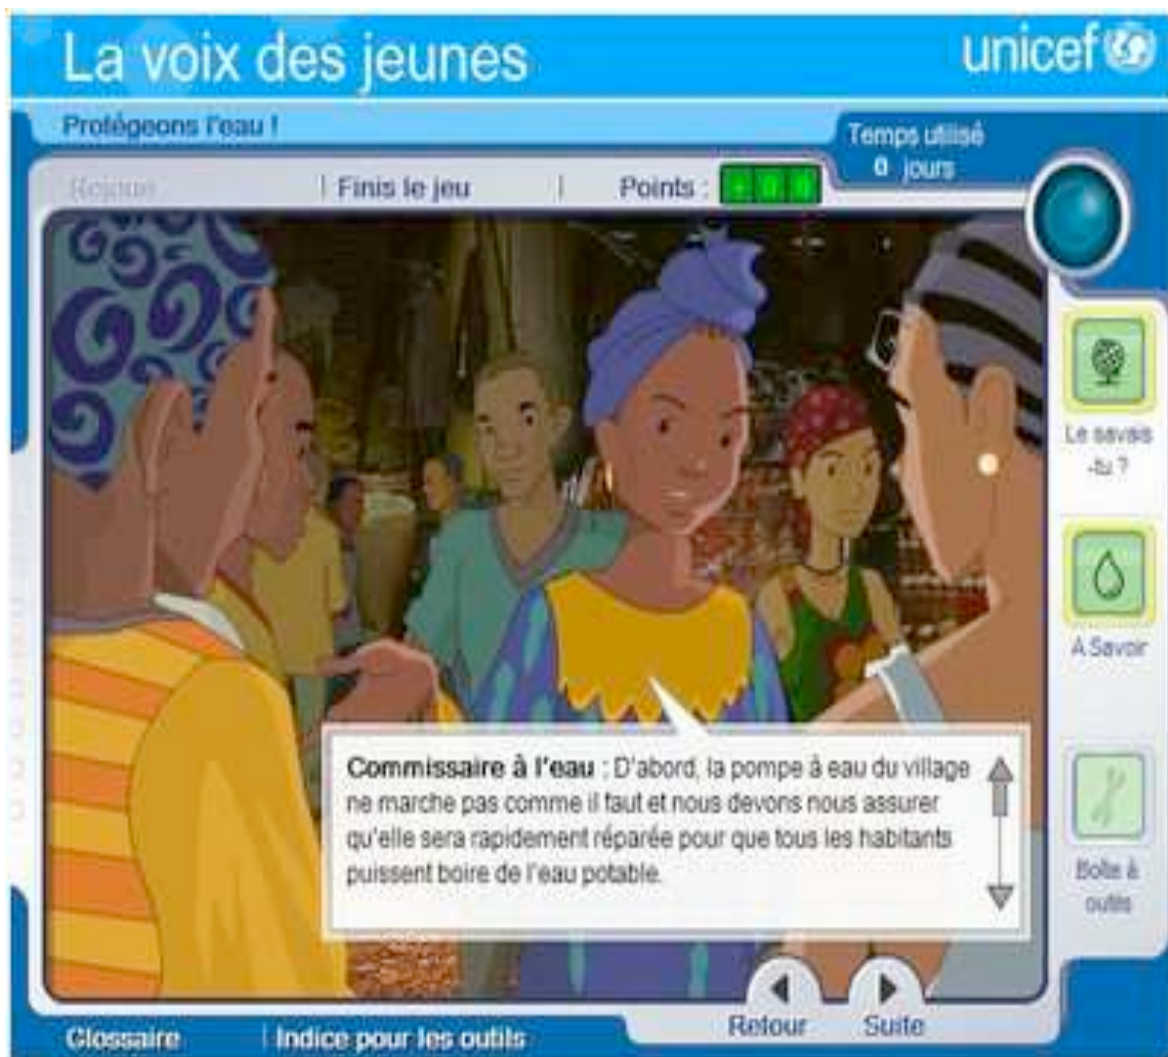 La voix des jeunes
unicef
Protégeons l'eau !
Temps utilisé
0 jours
Rejoue
Finis le jeu
Points :
Le savais
-tu ?
A Savoir
Commissaire à l'eau : D'abord, la pompe à eau du village
ne marche pas comme il faut et nous devons nous assurer
qu'elle sera rapidement réparée pour que tous les habitants
puissent boire de l'eau potable.
Boîte à
outils
Retour
Suite
Glossaire
Indice pour les outils